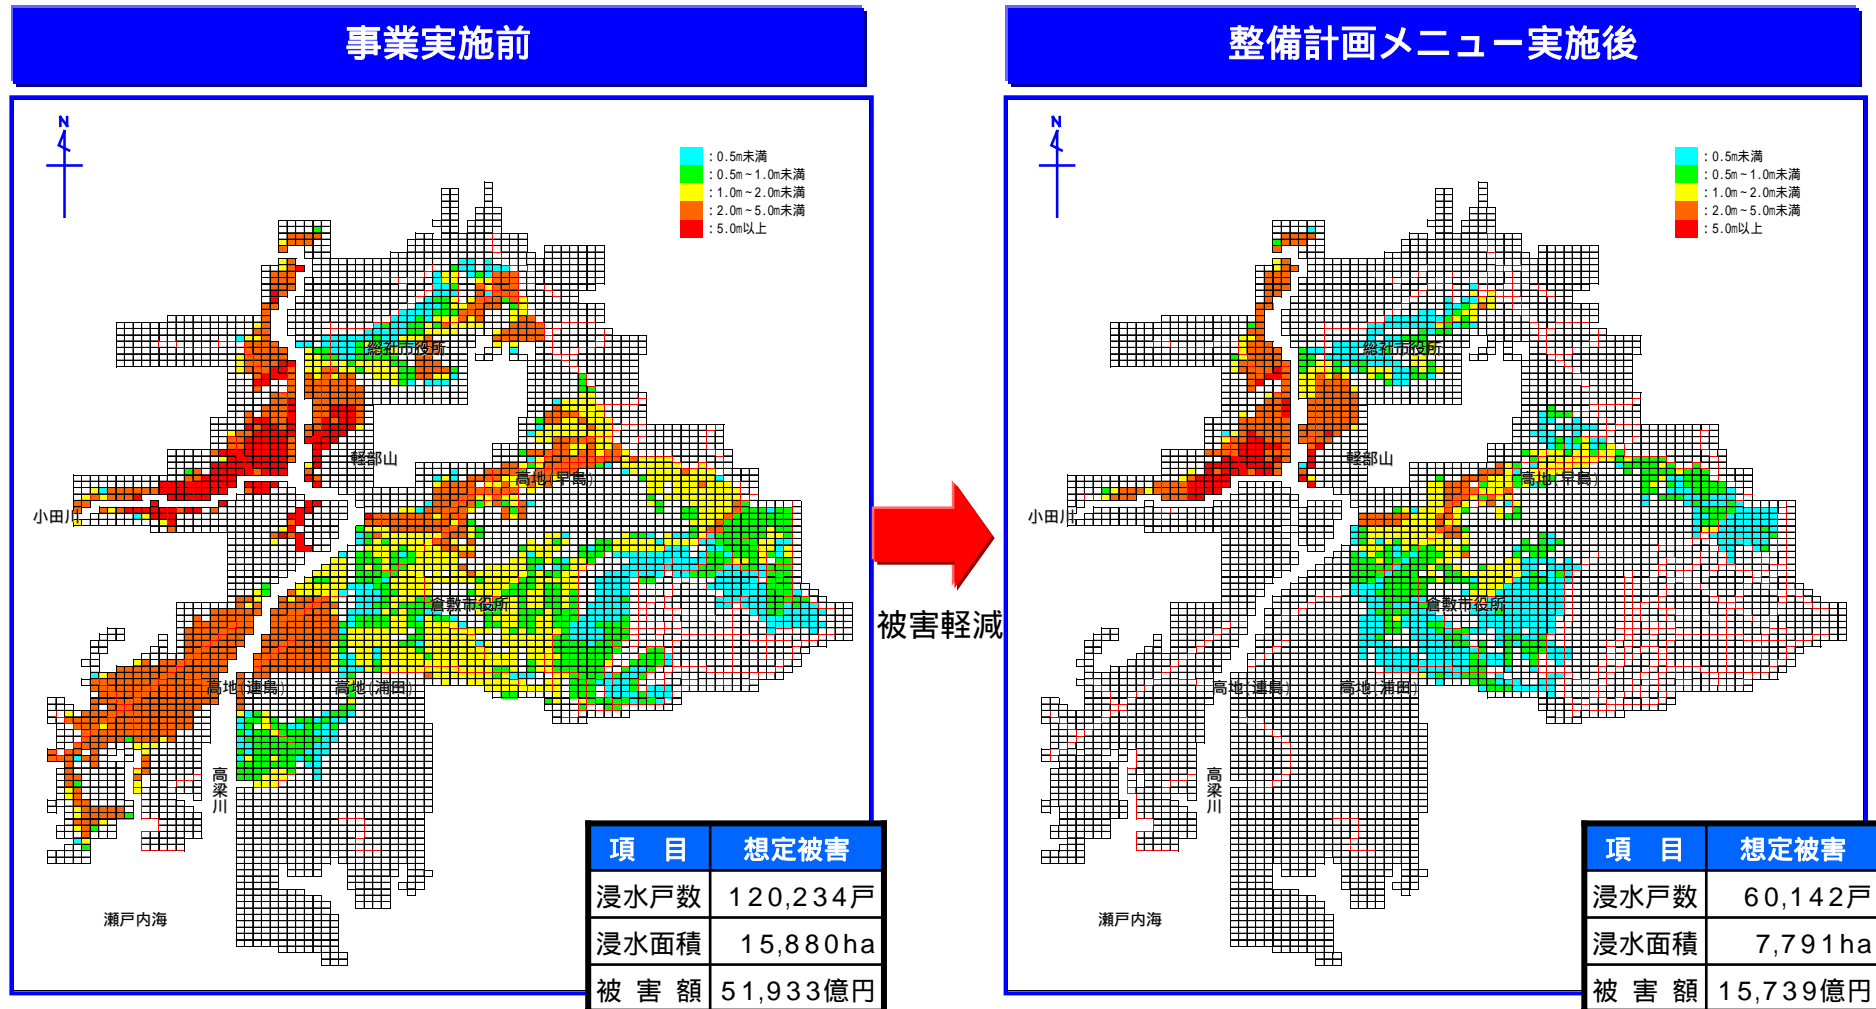 事業実施前
N
: 0.5m未満
: 0.5m~1.0m未満
: 1.0m~2.0m未満
: 2.0m~5.0m未満
: 5.0m以上
総社市役所
軽部山
高地(早島)
小田川
倉敷市役所
高地(連島)
高地(浦田)
高梁川
瀬戸内海
項 目 想定被害
浸水戸数 120,234戸
浸水面積 15,880ha
被 害 額 51,933億円
被害軽減
整備計画メニュー実施後
N
: 0.5m未満
: 0.5m~1.0m未満
: 1.0m~2.0m未満
: 2.0m~5.0m未満
: 5.0m以上
総社市役所
軽部山
高地(早島)
小田川
倉敷市役所
高地(連島)
高地(浦田)
高梁川
瀬戸内海
項 目 想定被害
浸水戸数 60,142戸
浸水面積 7,791ha
被 害 額 15,739億円